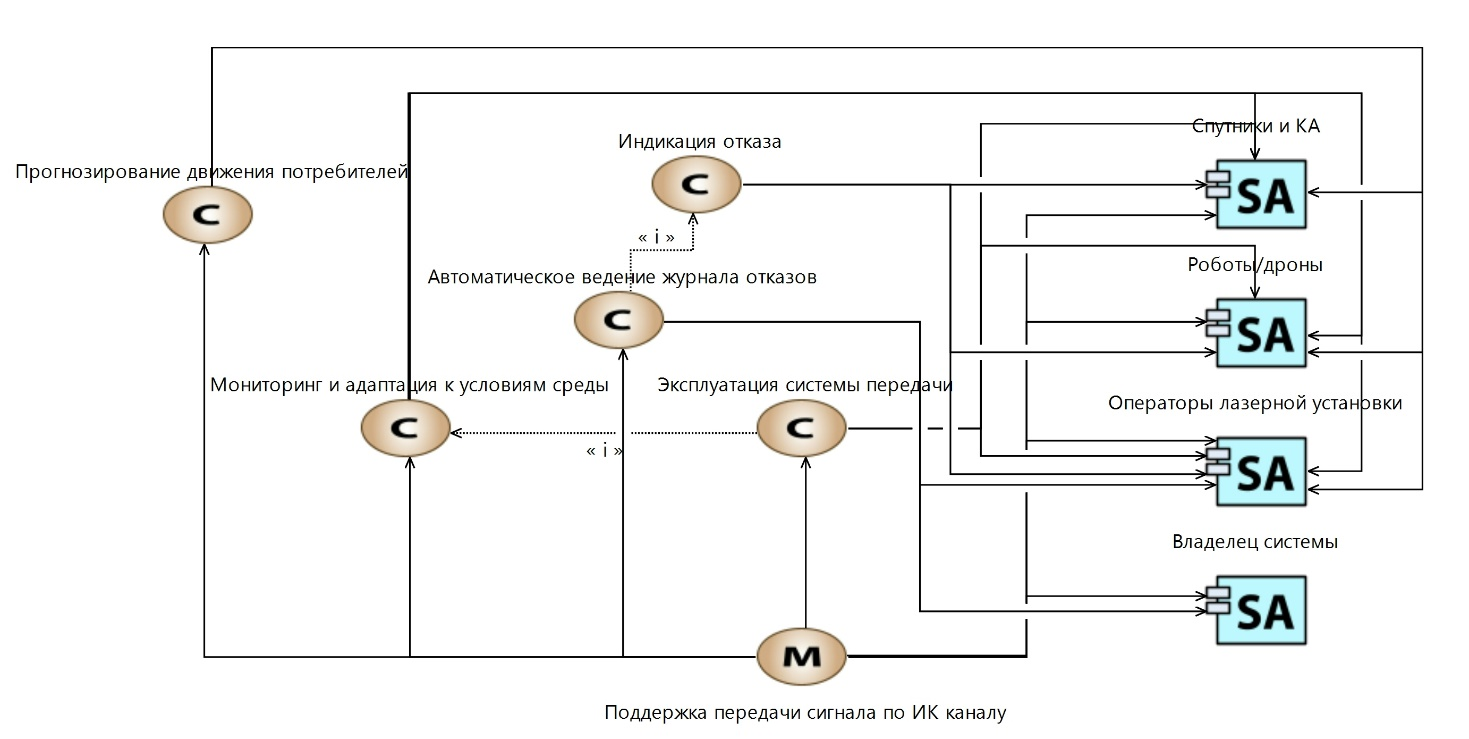 Спутники и КА
Индикация отказа
Прогнозирование движения потребителей
C
SA
C
« i »
Роботы/дроны
Автоматическое ведение журнала отказов
C
SA
Мониторинг и адаптация к условиям среды
Эксплуатация системы передачи
Операторы лазерной установки
C
C
« i »
SA
Владелец системы
SA
M
Поддержка передачи сигнала по ИК каналу